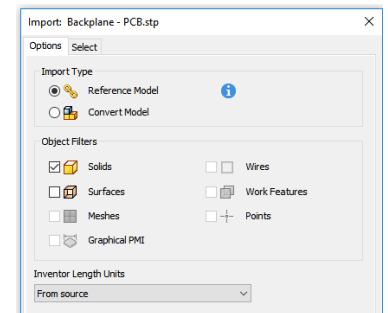 Import: Backplane - PCB.stp
Options Select
Import Type
Reference Model
Convert Model
Object Filters
Solids Wires
Surfaces Work Features
Meshes Points
Graphical PMI
Inventor Length Units
From source